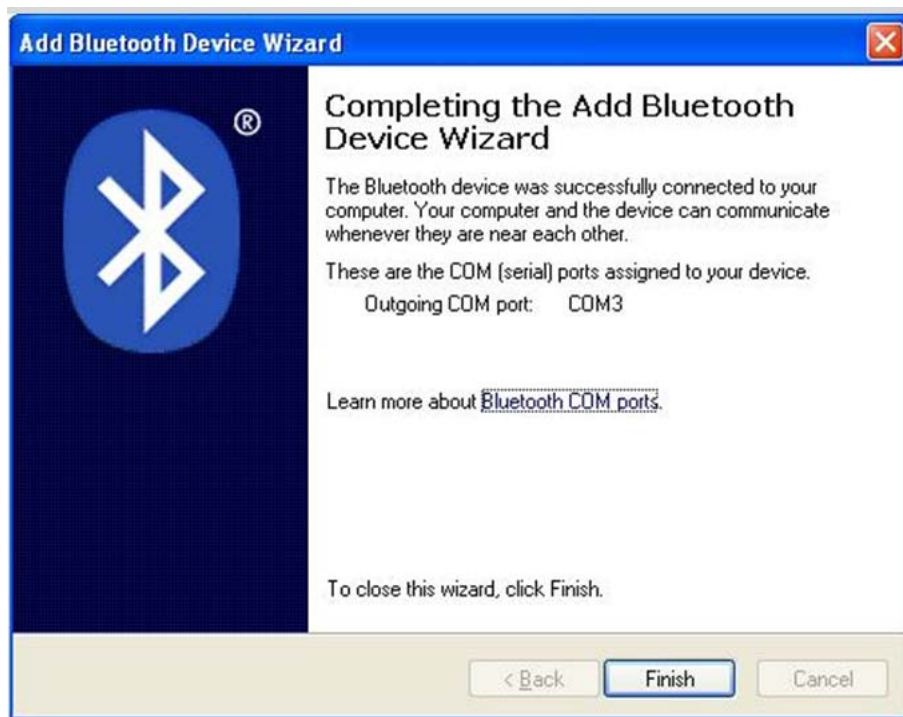 Add Bluetooth Device Wizard
®
Completing the Add Bluetooth
Device Wizard
The Bluetooth device was successfully connected to your
computer. Your computer and the device can communicate
whenever they are near each other.
These are the COM (serial) ports assigned to your device.
Outgoing COM port: COM3
Learn more about Bluetooth COM ports.
To close this wizard, click Finish.
< Back Finish Cancel